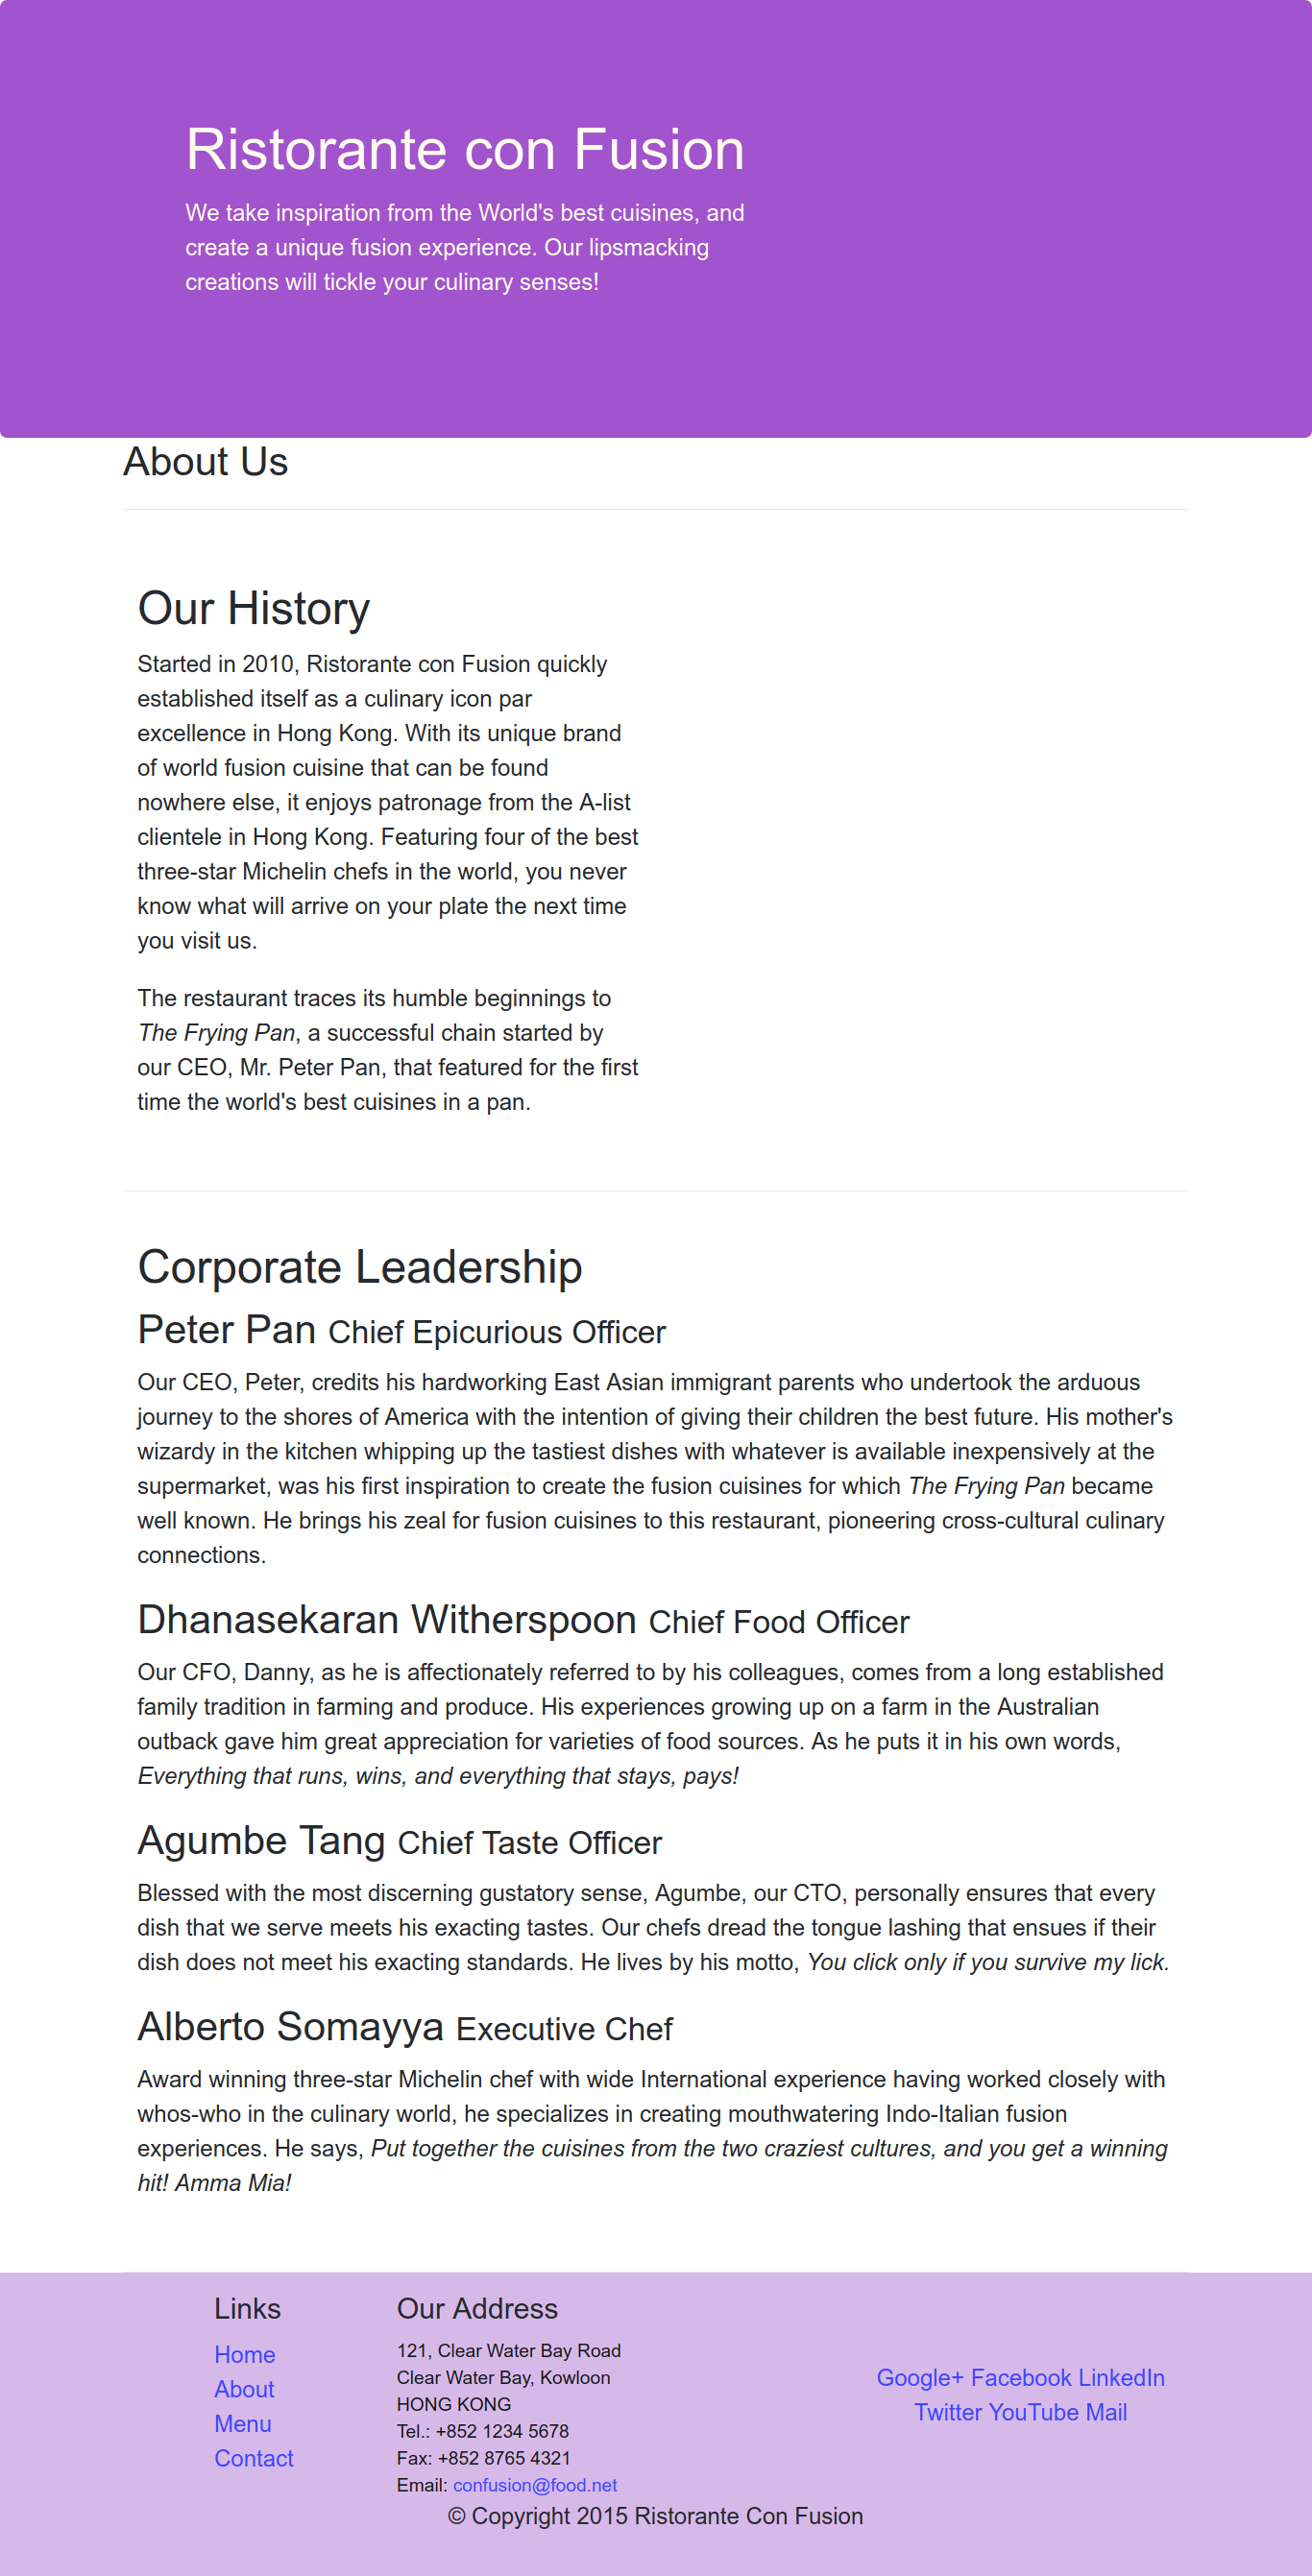 Ristorante con Fusion
We take inspiration from the World's best cuisines, and
create a unique fusion experience. Our lipsmacking
creations will tickle your culinary senses!
About Us
Our History
Started in 2010, Ristorante con Fusion quickly
established itself as a culinary icon par
excellence in Hong Kong. With its unique brand
of world fusion cuisine that can be found
nowhere else, it enjoys patronage from the A-list
clientele in Hong Kong. Featuring four of the best
three-star Michelin chefs in the world, you never
know what will arrive on your plate the next time
you visit us.
The restaurant traces its humble beginnings to
The Frying Pan, a successful chain started by
our CEO, Mr. Peter Pan, that featured for the first
time the world's best cuisines in a pan.
Corporate Leadership
Peter Pan Chief Epicurious Officer
Our CEO, Peter, credits his hardworking East Asian immigrant parents who undertook the arduous
journey to the shores of America with the intention of giving their children the best future. His mother's
wizardy in the kitchen whipping up the tastiest dishes with whatever is available inexpensively at the
supermarket, was his first inspiration to create the fusion cuisines for which The Frying Pan became
well known. He brings his zeal for fusion cuisines to this restaurant, pioneering cross-cultural culinary
connections.
Dhanasekaran Witherspoon Chief Food Officer
Our CFO, Danny, as he is affectionately referred to by his colleagues, comes from a long established
family tradition in farming and produce. His experiences growing up on a farm in the Australian
outback gave him great appreciation for varieties of food sources. As he puts it in his own words,
Everything that runs, wins, and everything that stays, pays!
Agumbe Tang Chief Taste Officer
Blessed with the most discerning gustatory sense, Agumbe, our CTO, personally ensures that every
dish that we serve meets his exacting tastes. Our chefs dread the tongue lashing that ensues if their
dish does not meet his exacting standards. He lives by his motto, You click only if you survive my lick.
Alberto Somayya Executive Chef
Award winning three-star Michelin chef with wide International experience having worked closely with
whos-who in the culinary world, he specializes in creating mouthwatering Indo-Italian fusion
experiences. He says, Put together the cuisines from the two craziest cultures, and you get a winning
hit! Amma Mia!
Links
Home
About
Menu
Contact
Our Address
121, Clear Water Bay Road
Clear Water Bay, Kowloon
HONG KONG
Tel.: +852 1234 5678
Fax: +852 8765 4321
Email: confusion@food.net
Google+ Facebook LinkedIn
Twitter YouTube Mail
© Copyright 2015 Ristorante Con Fusion